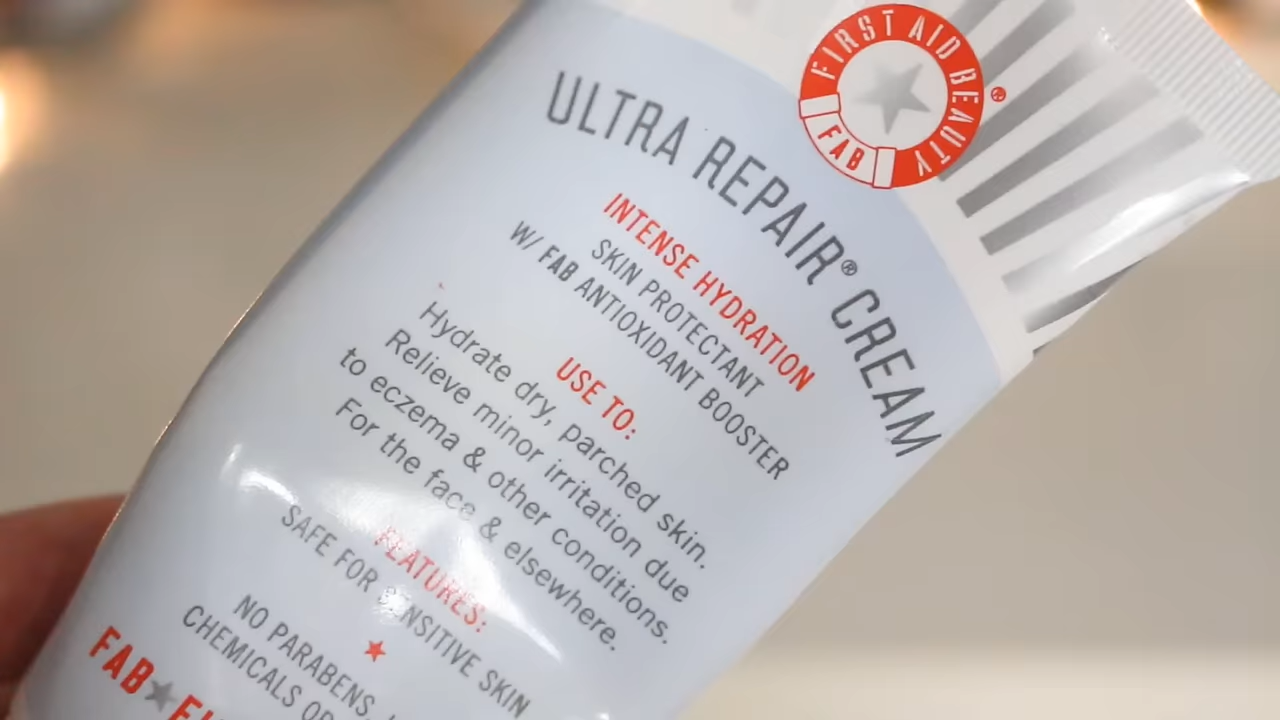 FIRST AID BEAUTY
FAB
®
ULTRA REPAIR® CREAM
INTENSE HYDRATION
SKIN PROTECTANT
W/ FAB ANTIOXIDANT BOOSTER
USE TO:
Hydrate dry, parched skin.
Relieve minor irritation due
to eczema & other conditions.
For the face & elsewhere.
FEATURES:
SAFE FOR SENSITIVE SKIN
NO PARABENS,
CHEMICALS OR
FAB